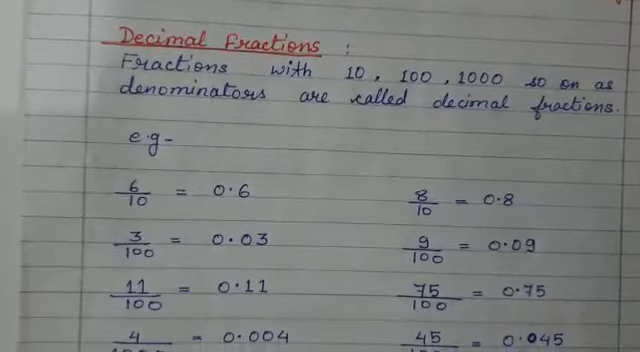 Decimal Fractions :
Fractions with 10, 100, 1000 so on as
denominators are called decimal fractions.
e.g-
6/10 = 0.6 8/10 = 0.8
3/100 = 0.03 9/100 = 0.09
11/100 = 0.11 75/100 = 0.75
4 = 0.004 45 = 0.045